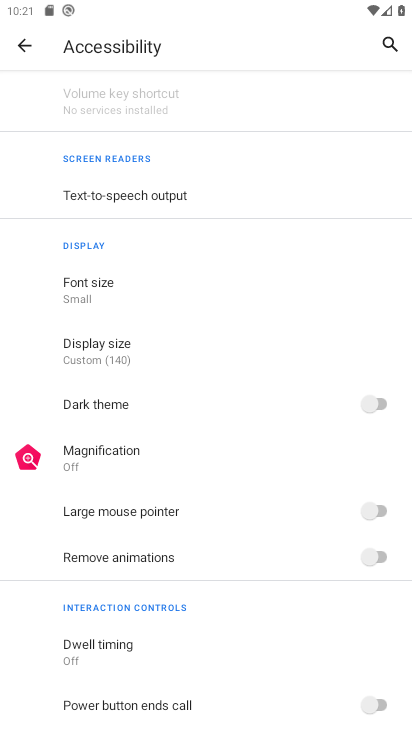 10:21
Accessibility
Volume key shortcut
No services installed
SCREEN READERS
Text-to-speech output
DISPLAY
Font size
Small
Display size
Custom (140)
Dark theme
Magnification
Off
Large mouse pointer
Remove animations
INTERACTION CONTROLS
Dwell timing
Off
Power button ends call